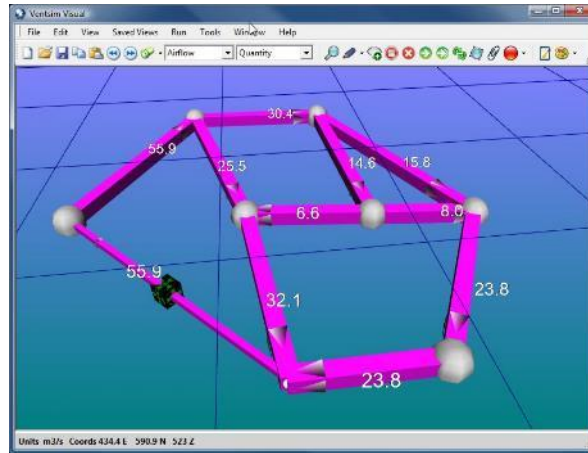 Ventsim Visual
File Edit View Saved Views Run Tools Window Help
Airflow Quantity
30.4
55.9
25.5
14.6
15.8
6.6
8.0
55.9
32.1
23.8
23.8
Units m3/s Coords 434.4 E 590.9 N 523 Z